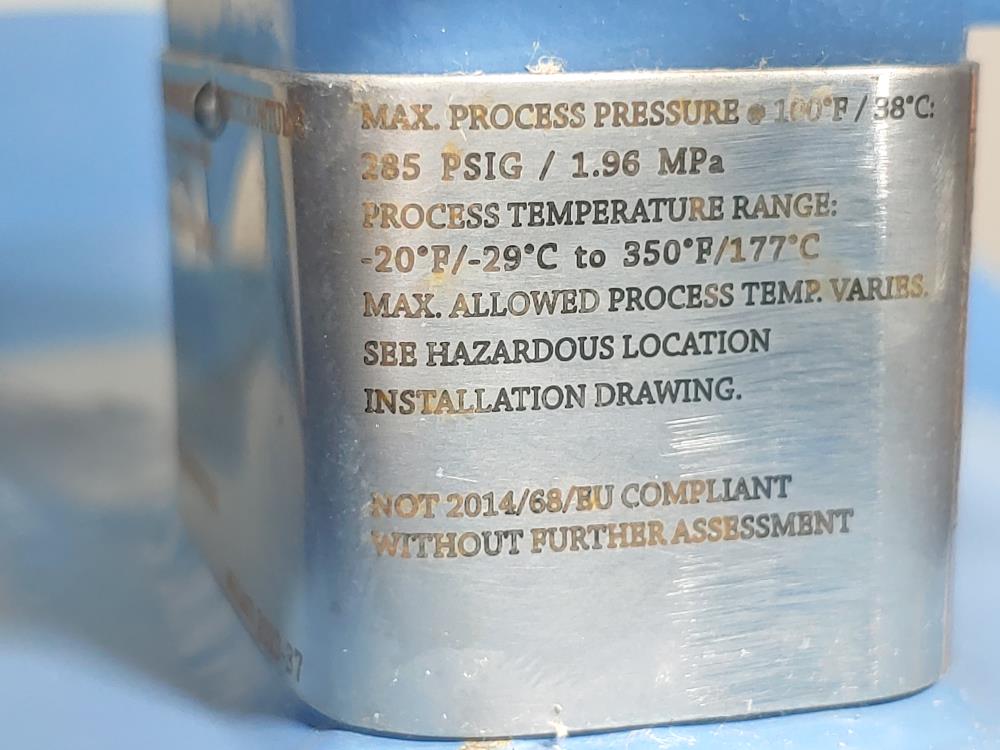 MAX. PROCESS PRESSURE @ 100°F / 38°C:
285 PSIG / 1.96 MPa
PROCESS TEMPERATURE RANGE:
-20°F/-29°C to 350°F/177°C
MAX. ALLOWED PROCESS TEMP. VARIES.
SEE HAZARDOUS LOCATION
INSTALLATION DRAWING.
NOT 2014/68/EU COMPLIANT
WITHOUT FURTHER ASSESSMENT